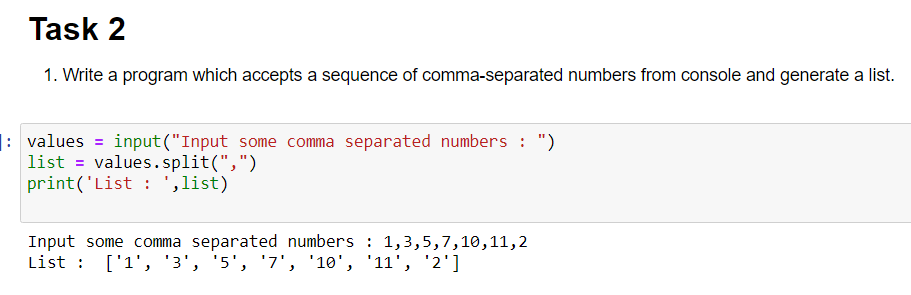 Task 2
1. Write a program which accepts a sequence of comma-separated numbers from console and generate a list.
]: values = input("Input some comma separated numbers : ")
list = values.split(",")
print('List : ',list)
Input some comma separated numbers : 1,3,5,7,10,11,2
List :  ['1', '3', '5', '7', '10', '11', '2']